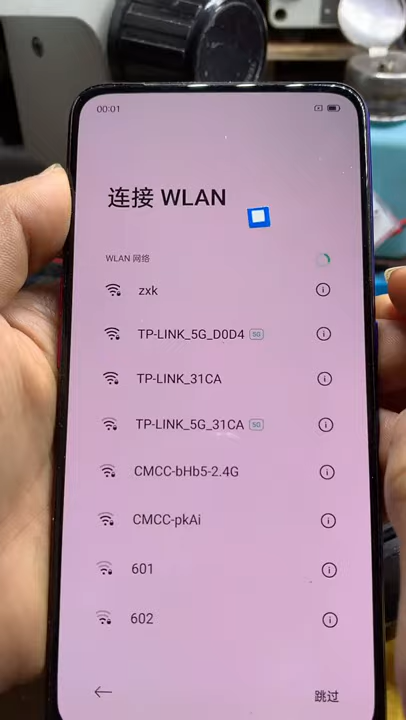 00:01
连接 WLAN
WLAN 网络
zxk
TP-LINK_5G_D0D4 5G
TP-LINK_31CA
TP-LINK_5G_31CA 5G
CMCC-bHb5-2.4G
CMCC-pkAi
601
602
跳过